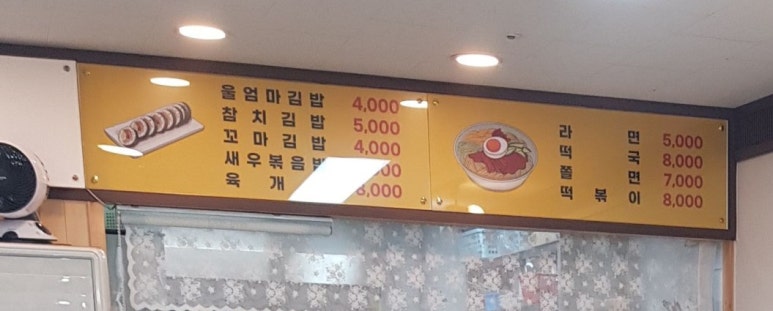 울엄마김밥 4,000
참치김밥 5,000
꼬마김밥 4,000
새우볶음밥
육개 8,000
라면 5,000
떡국 8,000
쫄면 7,000
떡볶이 8,000